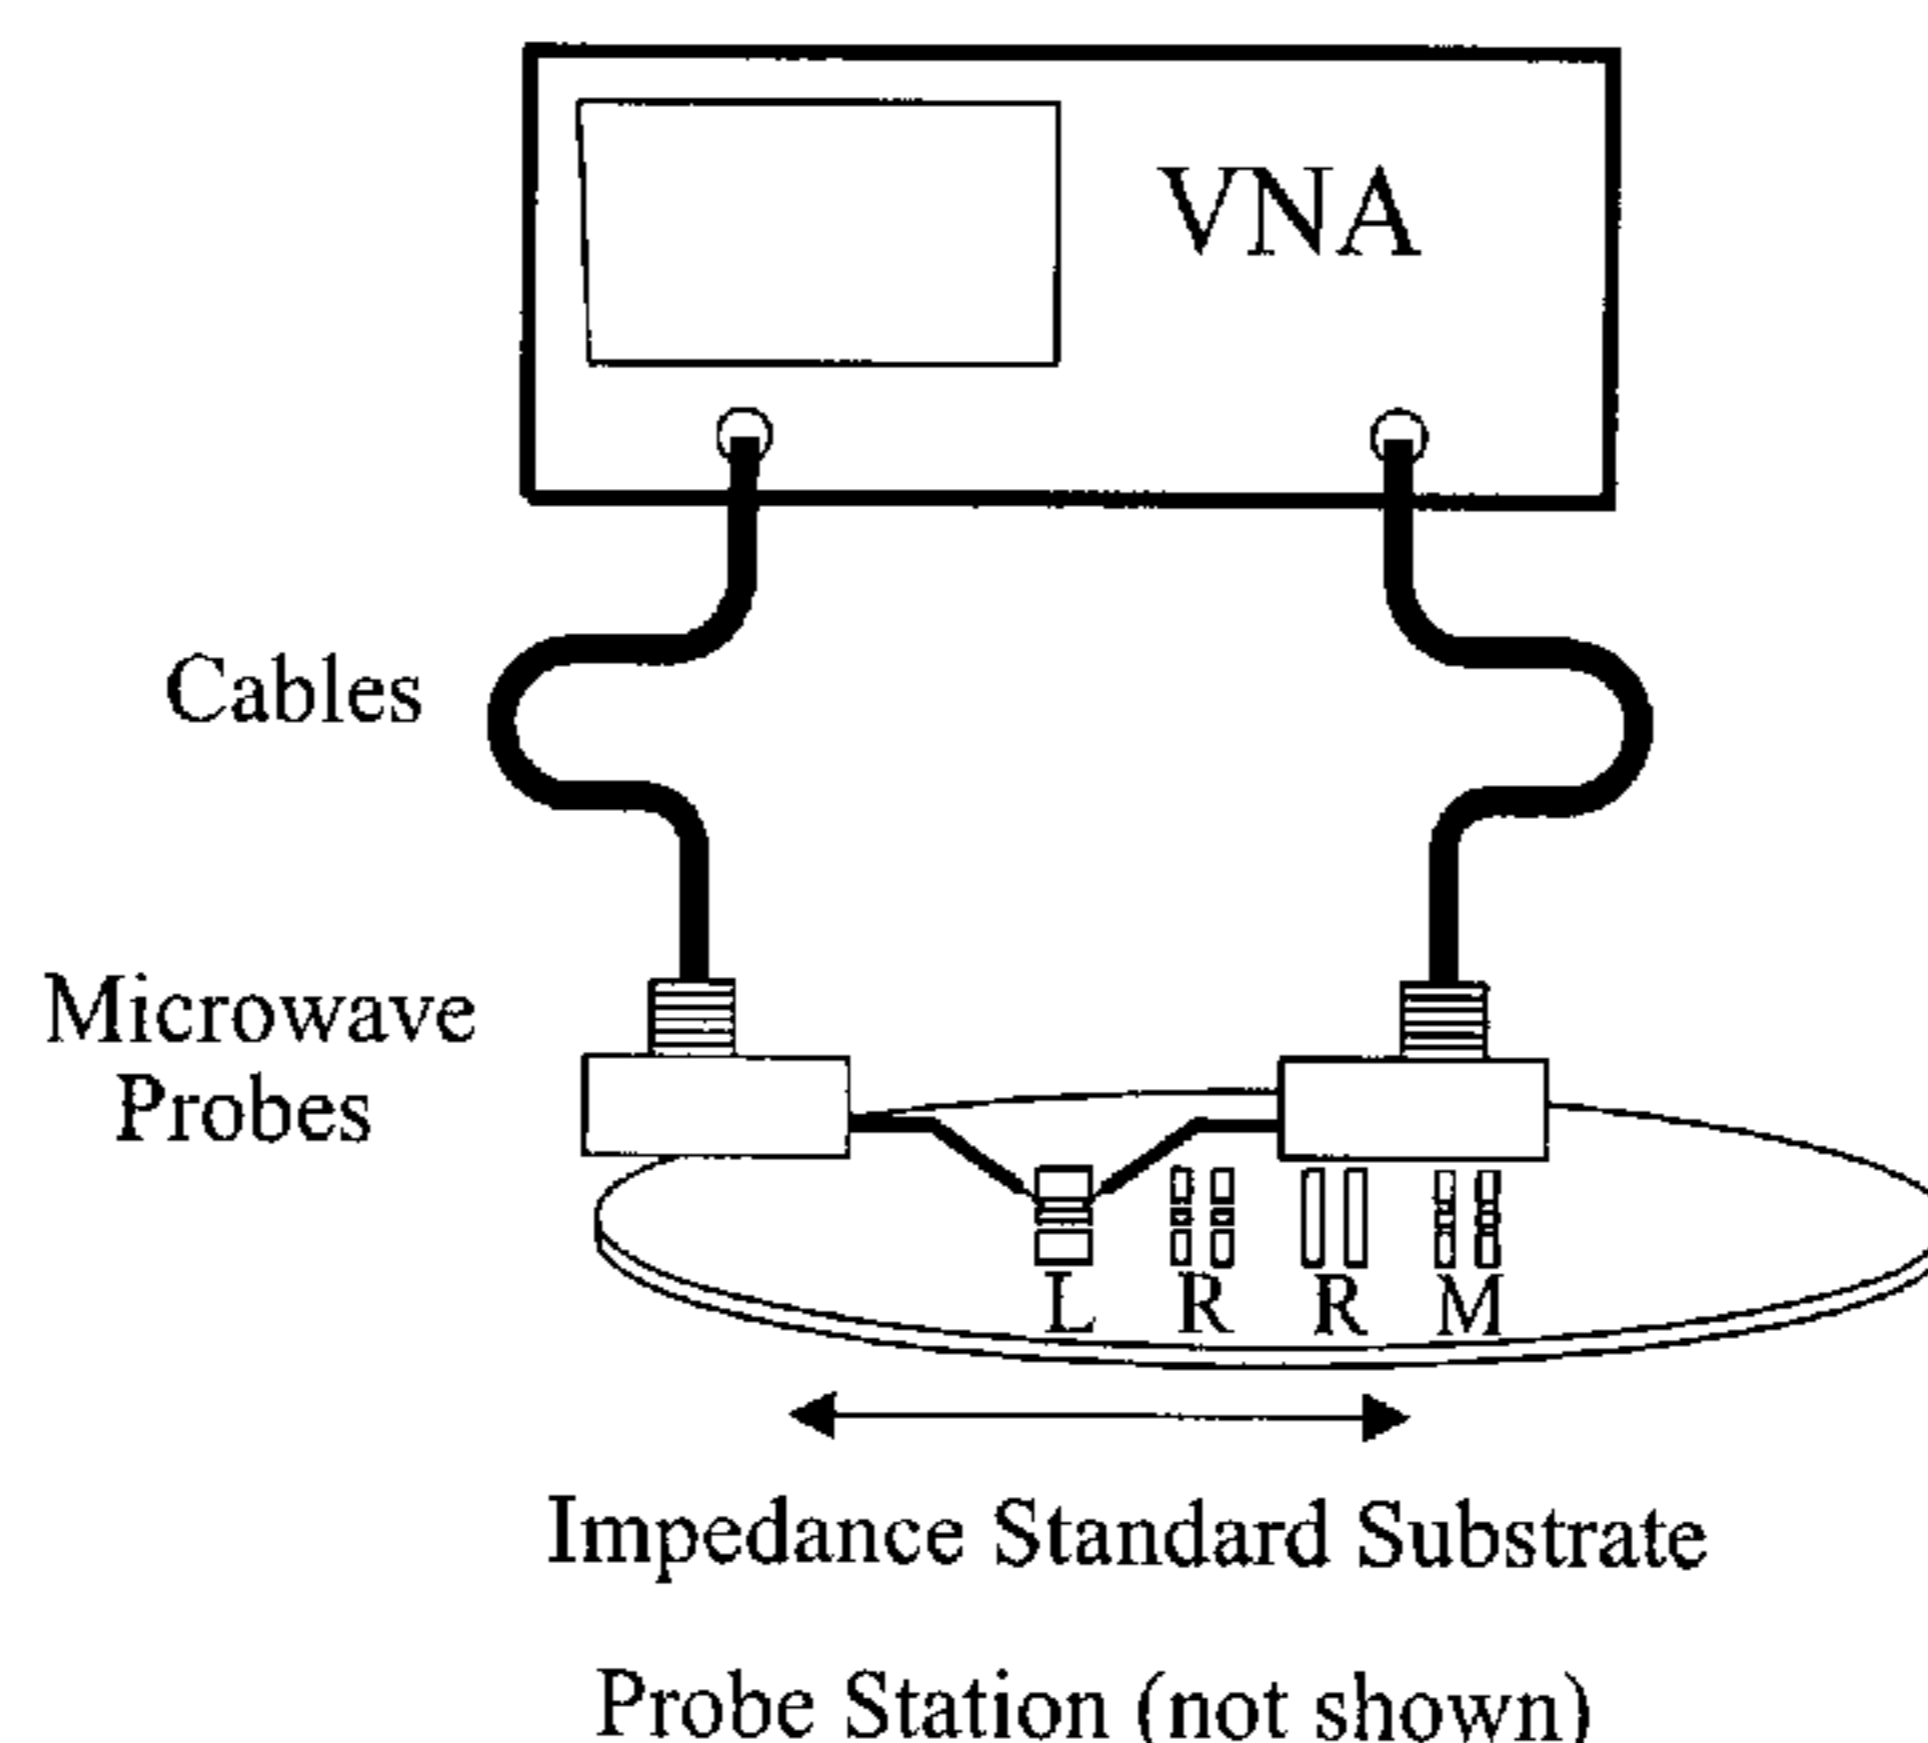 VNA
Cables
Microwave
Probes
L R R M
Impedance Standard Substrate
Probe Station (not shown)